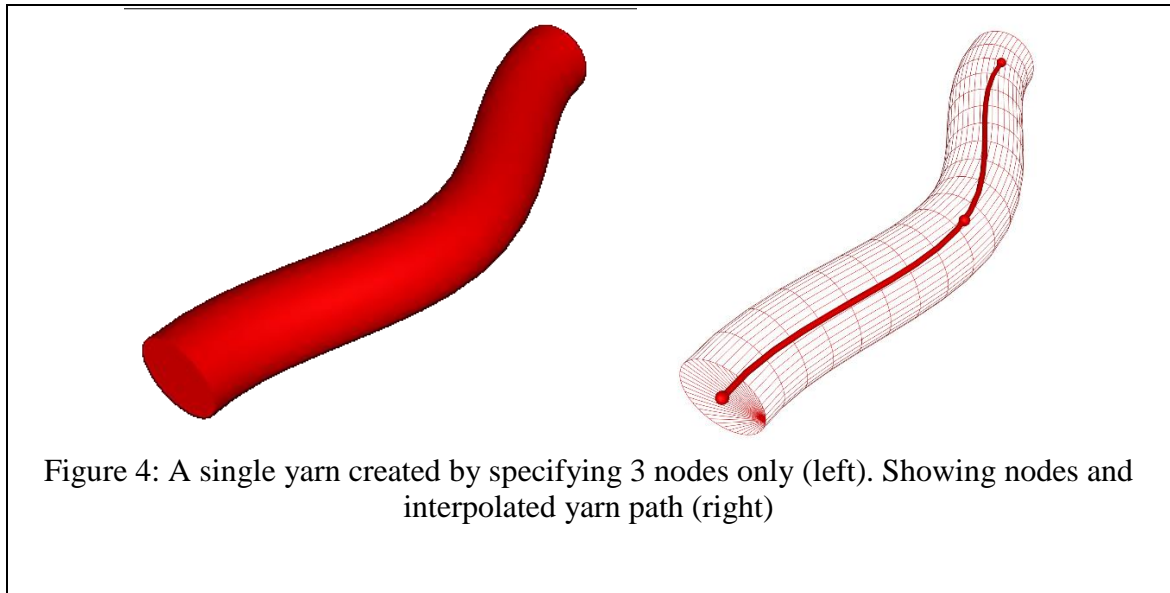 Figure 4: A single yarn created by specifying 3 nodes only (left). Showing nodes and
interpolated yarn path (right)